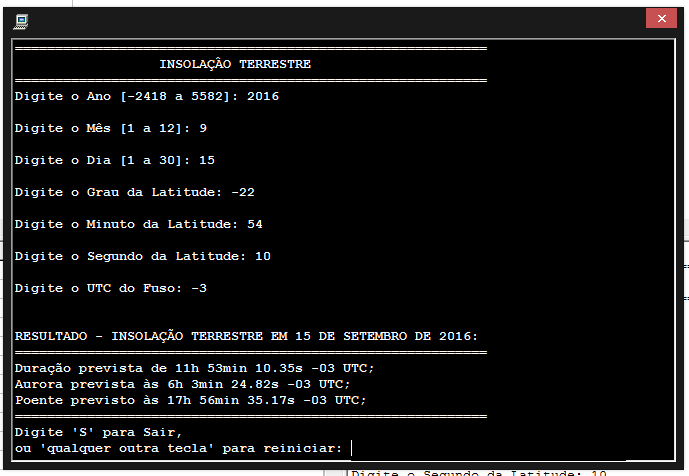 ================================================================
INSOLAÇÃO TERRESTRE
================================================================
Digite o Ano [-2418 a 5582]: 2016
Digite o Mês [1 a 12]: 9
Digite o Dia [1 a 30]: 15
Digite o Grau da Latitude: -22
Digite o Minuto da Latitude: 54
Digite o Segundo da Latitude: 10
Digite o UTC do Fuso: -3
RESULTADO - INSOLAÇÃO TERRESTRE EM 15 DE SETEMBRO DE 2016:
================================================================
Duração prevista de 11h 53min 10.35s -03 UTC;
Aurora prevista às 6h 3min 24.82s -03 UTC;
Poente previsto às 17h 56min 35.17s -03 UTC;
================================================================
Digite 'S' para Sair,
ou 'qualquer outra tecla' para reiniciar:
Digite o Segundo da Latitude: 10